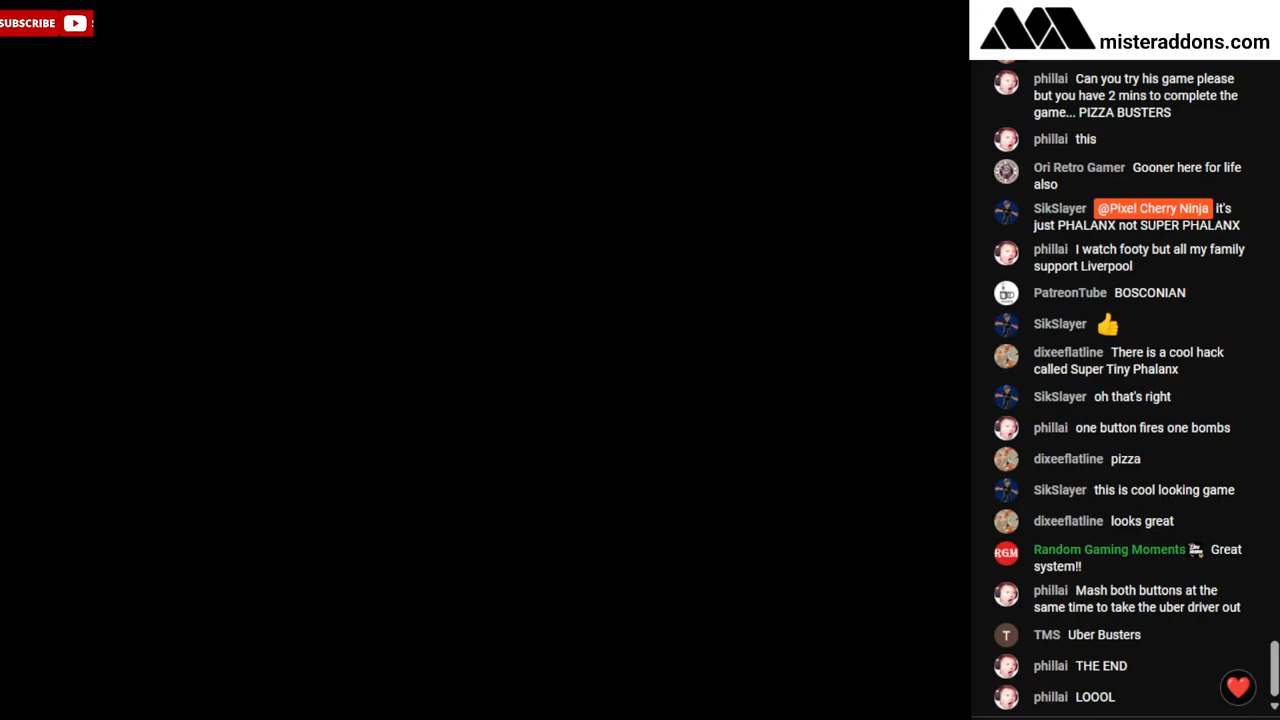 SUBSCRIBE
misteraddons.com
phillai Can you try his game please
but you have 2 mins to complete the
game... PIZZA BUSTERS
phillai this
Ori Retro Gamer Gooner here for life
also
SikSlayer @Pixel Cherry Ninja it's
just PHALANX not SUPER PHALANX
phillai I watch footy but all my family
support Liverpool
PatreonTube BOSCONIAN
SikSlayer 👍
dixeeflatline There is a cool hack
called Super Tiny Phalanx
SikSlayer oh that's right
phillai one button fires one bombs
dixeeflatline pizza
SikSlayer this is cool looking game
dixeeflatline looks great
RGM Random Gaming Moments Great
system!!
phillai Mash both buttons at the
same time to take the uber driver out
T TMS Uber Busters
phillai THE END
phillai LOOOL